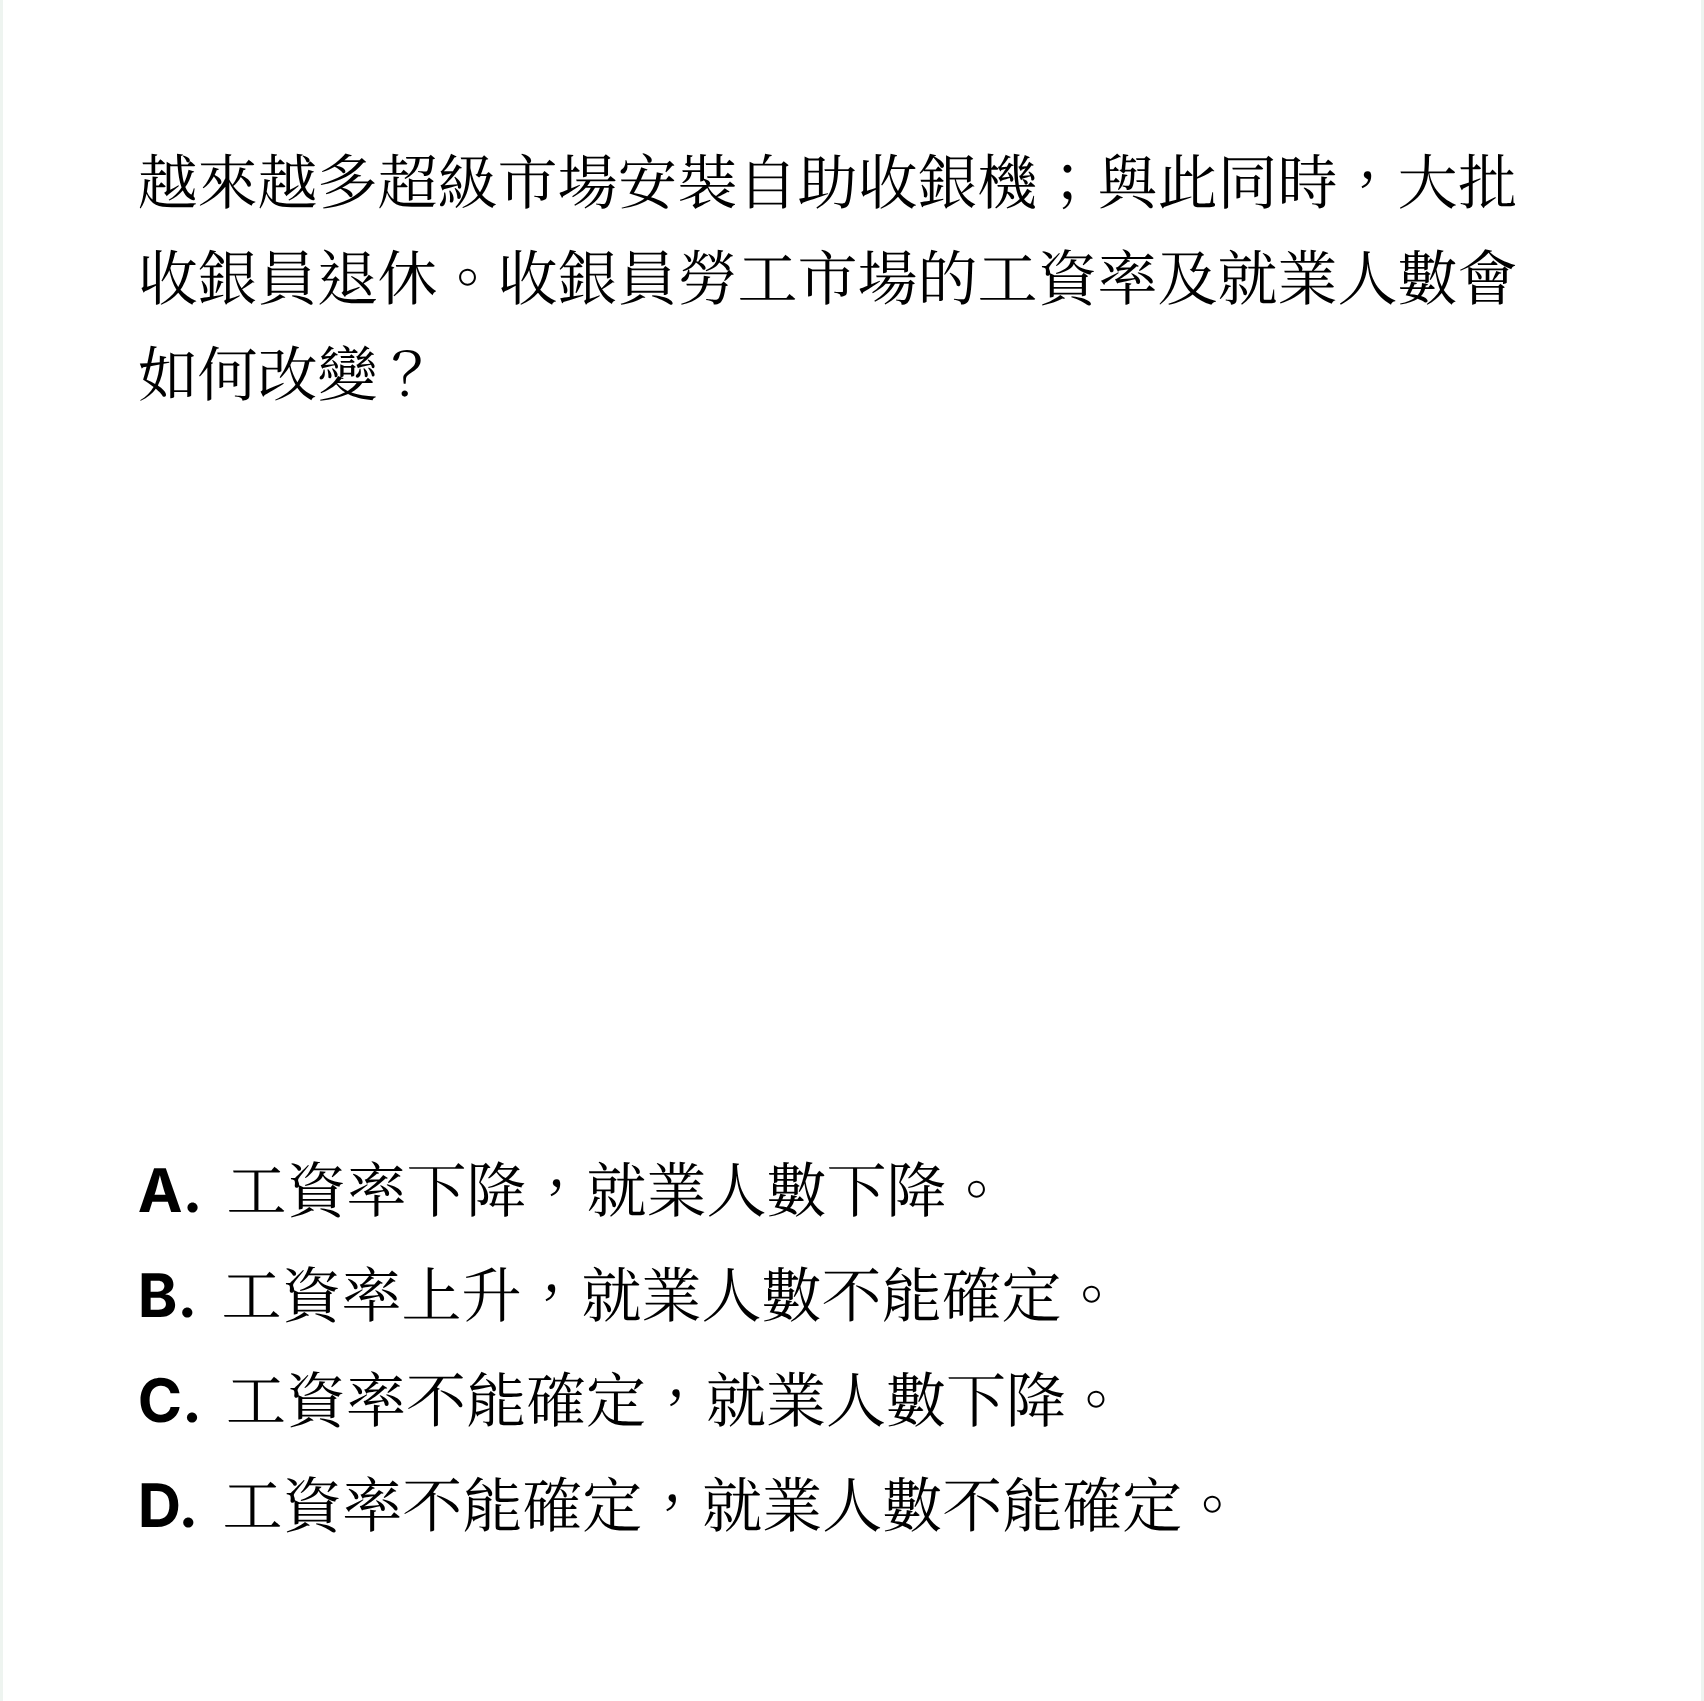 越來越多超級市場安裝自助收銀機；與此同時，大批
收銀員退休。收銀員勞工市場的工資率及就業人數會
如何改變？
A. 工資率下降，就業人數下降。
B. 工資率上升，就業人數不能確定。
C. 工資率不能確定，就業人數下降。
D. 工資率不能確定，就業人數不能確定。